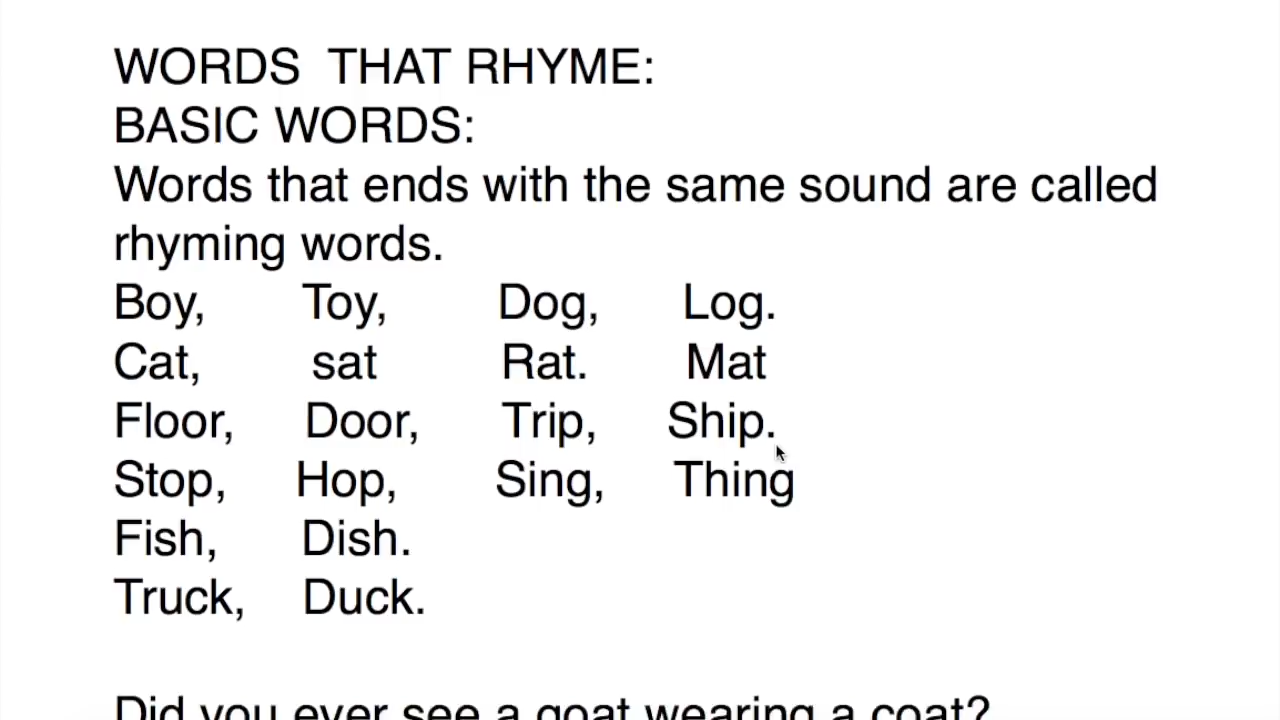 WORDS  THAT RHYME:
BASIC WORDS:
Words that ends with the same sound are called
rhyming words.
Boy, Toy, Dog, Log.
Cat, sat Rat. Mat
Floor, Door, Trip, Ship.
Stop, Hop, Sing, Thing
Fish, Dish.
Truck, Duck.
Did you ever see a goat wearing a coat?